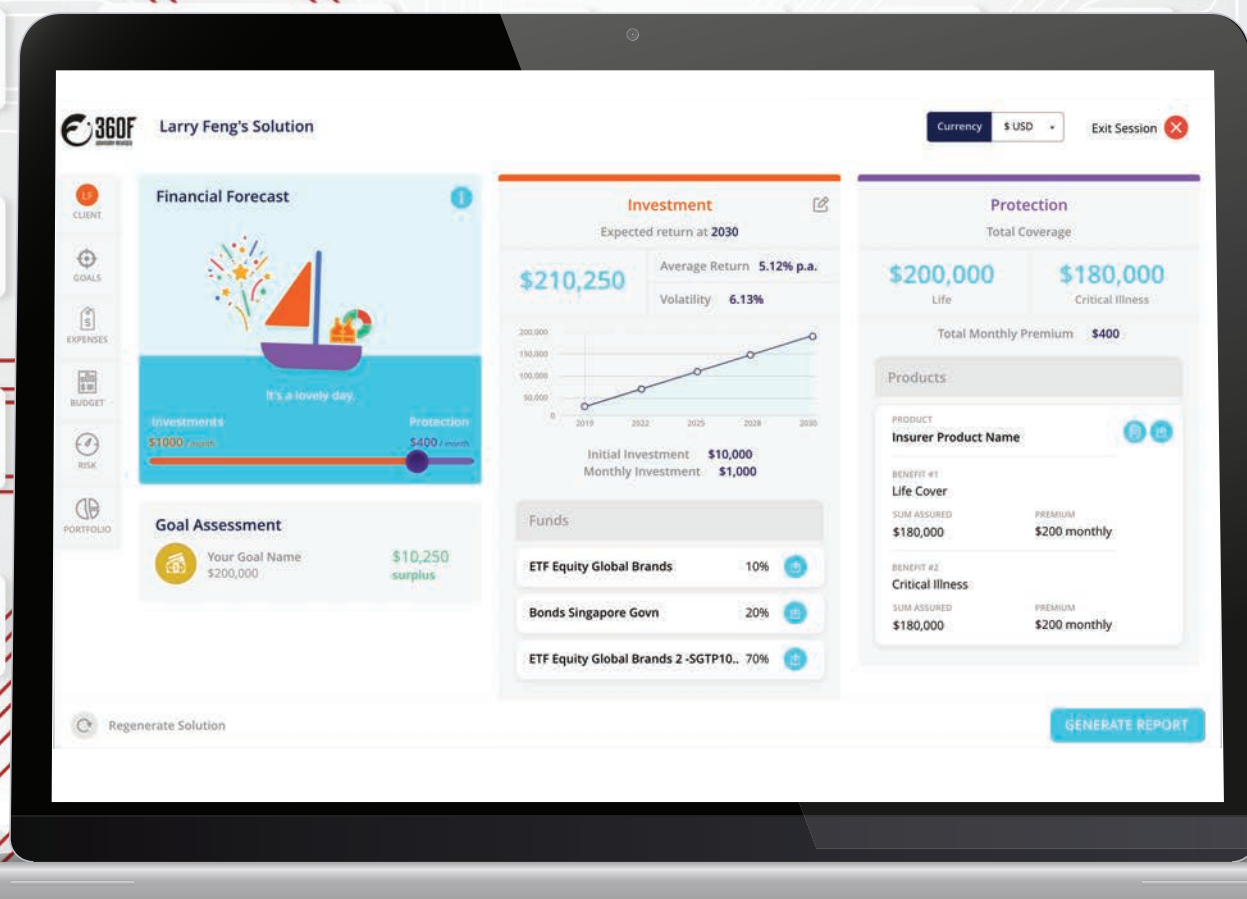 360F
Larry Feng's Solution
Currency
$ USD
Exit Session
LF
CLIENT
GOALS
EXPENSES
BUDGET
RISK
PORTFOLIO
Financial Forecast
It's a lovely day.
Investments
$1000 / month
Protection
$400 / month
Goal Assessment
Your Goal Name
$200,000
$10,250
surplus
Investment
Expected return at 2030
$210,250
Average Return 5.12% p.a.
Volatility 6.13%
200,000
150,000
100,000
50,000
0
2019 2022 2025 2028 2030
Initial Investment $10,000
Monthly Investment $1,000
Funds
ETF Equity Global Brands 10%
Bonds Singapore Govn 20%
ETF Equity Global Brands 2 -SGTP10.. 70%
Protection
Total Coverage
$200,000
Life
$180,000
Critical Illness
Total Monthly Premium $400
Products
PRODUCT
Insurer Product Name
BENEFIT #1
Life Cover
SUM ASSURED PREMIUM
$180,000 $200 monthly
BENEFIT #2
Critical Illness
SUM ASSURED PREMIUM
$180,000 $200 monthly
Regenerate Solution
GENERATE REPORT